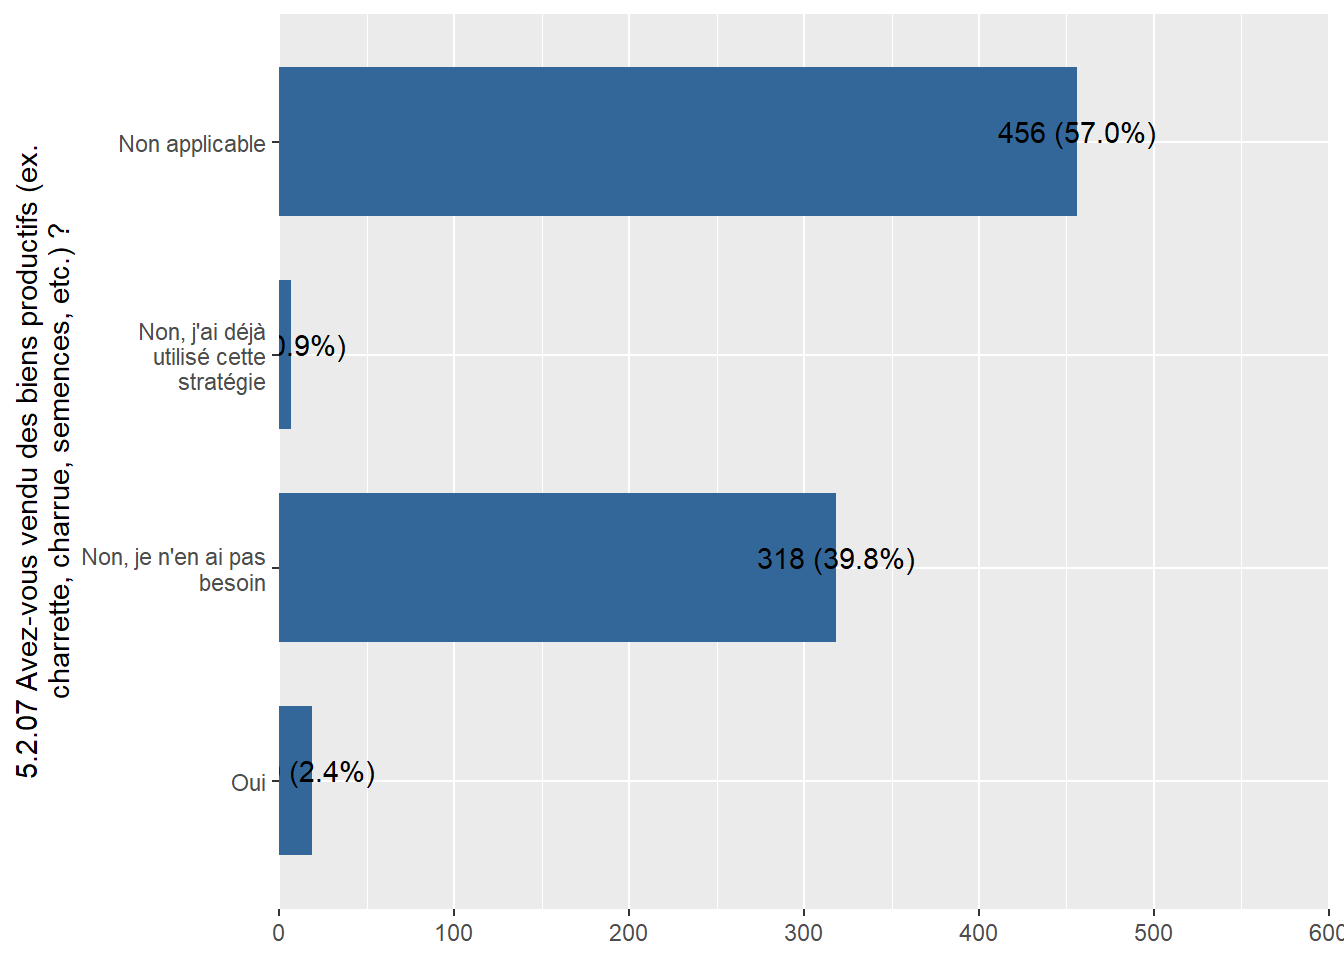 5.2.07 Avez-vous vendu des biens productifs (ex.
charrette, charrue, semences, etc.) ?
Non applicable
456 (57.0%)
Non, j'ai déjà
utilisé cette
stratégie
.9%)
Non, je n'en ai pas
besoin
318 (39.8%)
Oui
(2.4%)
0 100 200 300 400 500 600